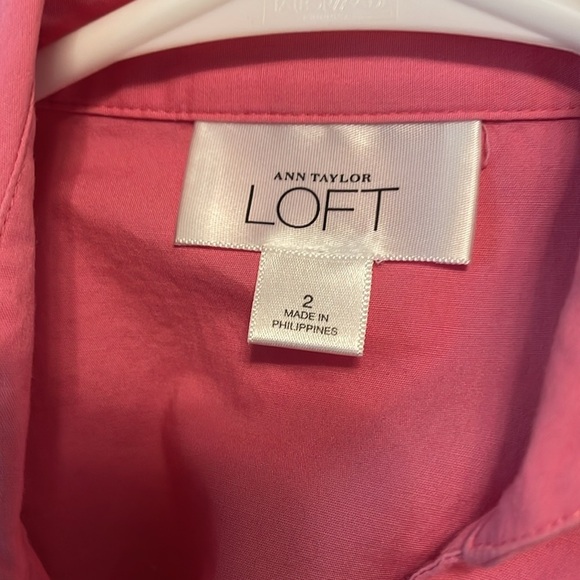 ANN TAYLOR
LOFT
2
MADE IN
PHILIPPINES